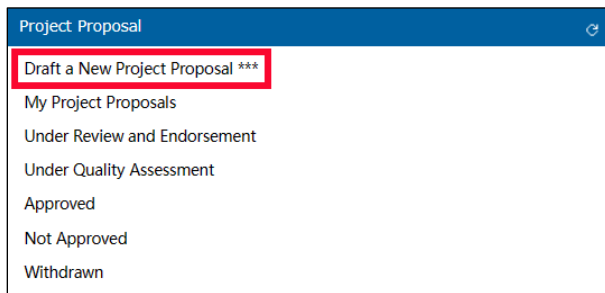 Project Proposal
Draft a New Project Proposal ***
My Project Proposals
Under Review and Endorsement
Under Quality Assessment
Approved
Not Approved
Withdrawn